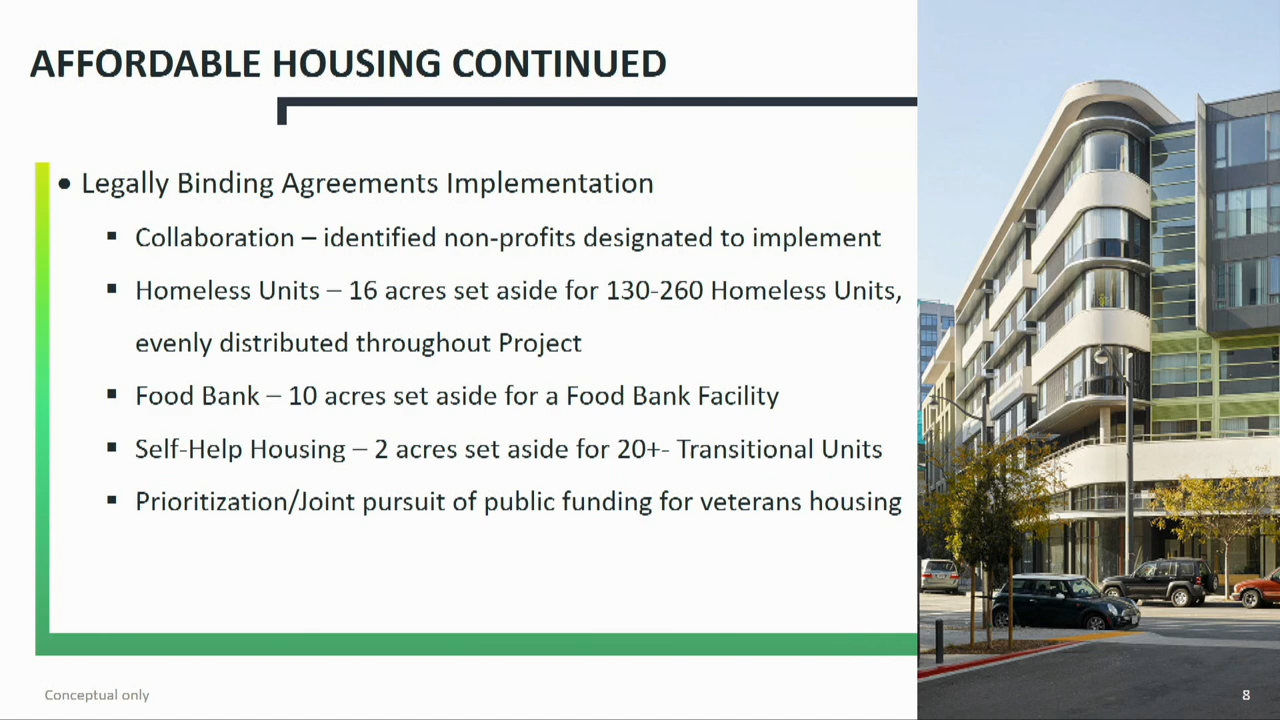 AFFORDABLE HOUSING CONTINUED
• Legally Binding Agreements Implementation
▪ Collaboration – identified non-profits designated to implement
▪ Homeless Units – 16 acres set aside for 130-260 Homeless Units,
evenly distributed throughout Project
▪ Food Bank – 10 acres set aside for a Food Bank Facility
▪ Self-Help Housing – 2 acres set aside for 20+- Transitional Units
▪ Prioritization/Joint pursuit of public funding for veterans housing
Conceptual only
8